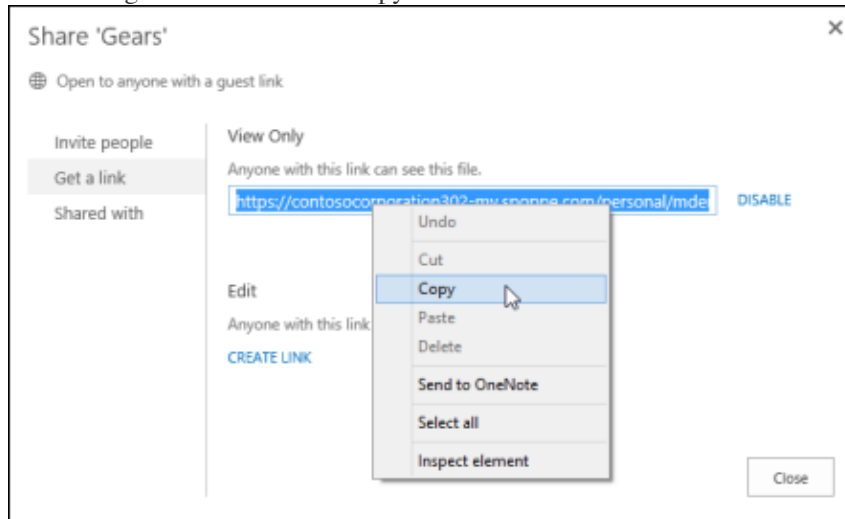 Share 'Gears'
Open to anyone with a guest link
Invite people
Get a link
Shared with
View Only
Anyone with this link can see this file.
https://contosocorporation302-my.spoppe.com/personal/mde
DISABLE
Edit
Anyone with this link
CREATE LINK
Undo
Cut
Copy
Paste
Delete
Send to OneNote
Select all
Inspect element
Close